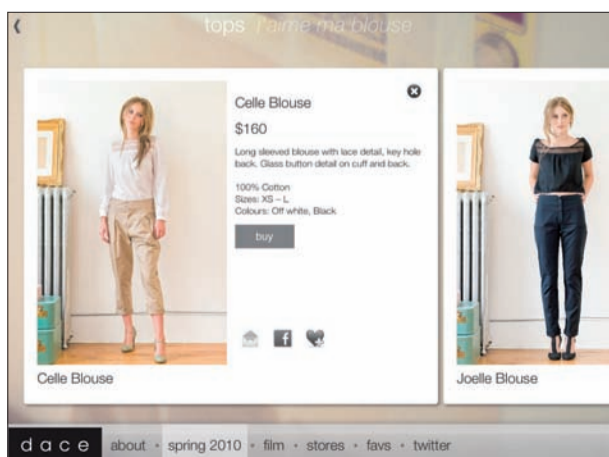 tops j'aime ma blouse
Celle Blouse
$160
Long sleeved blouse with lace detail, key hole
back. Glass button detail on cuff and back.
100% Cotton
Sizes: XS – L
Colours: Off white, Black
buy
f
Celle Blouse
Joelle Blouse
dace about • spring 2010 • film • stores • favs • twitter